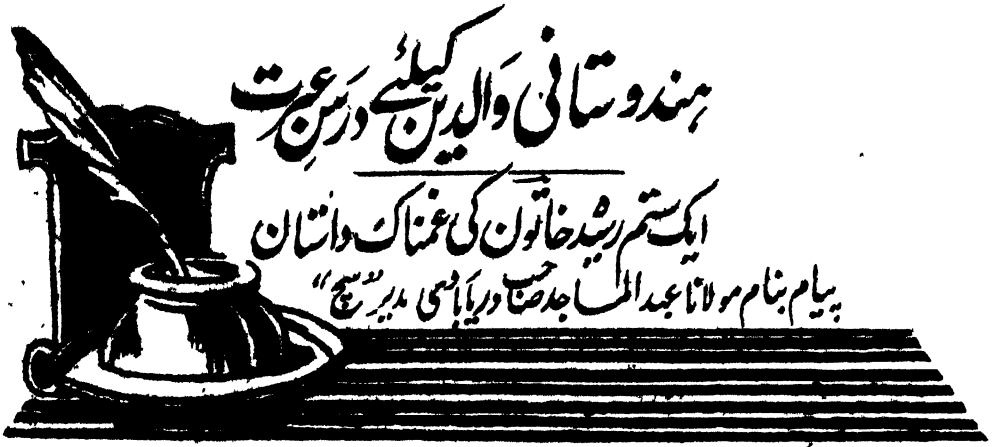 ہندوستانی والدین کیلئے درسِ عبرت
ایک ستم رشید خاتون کی غمناک داستان
پیام بنام مولانا عبدالماجد صاحب دریابادی مدیر "سچ"